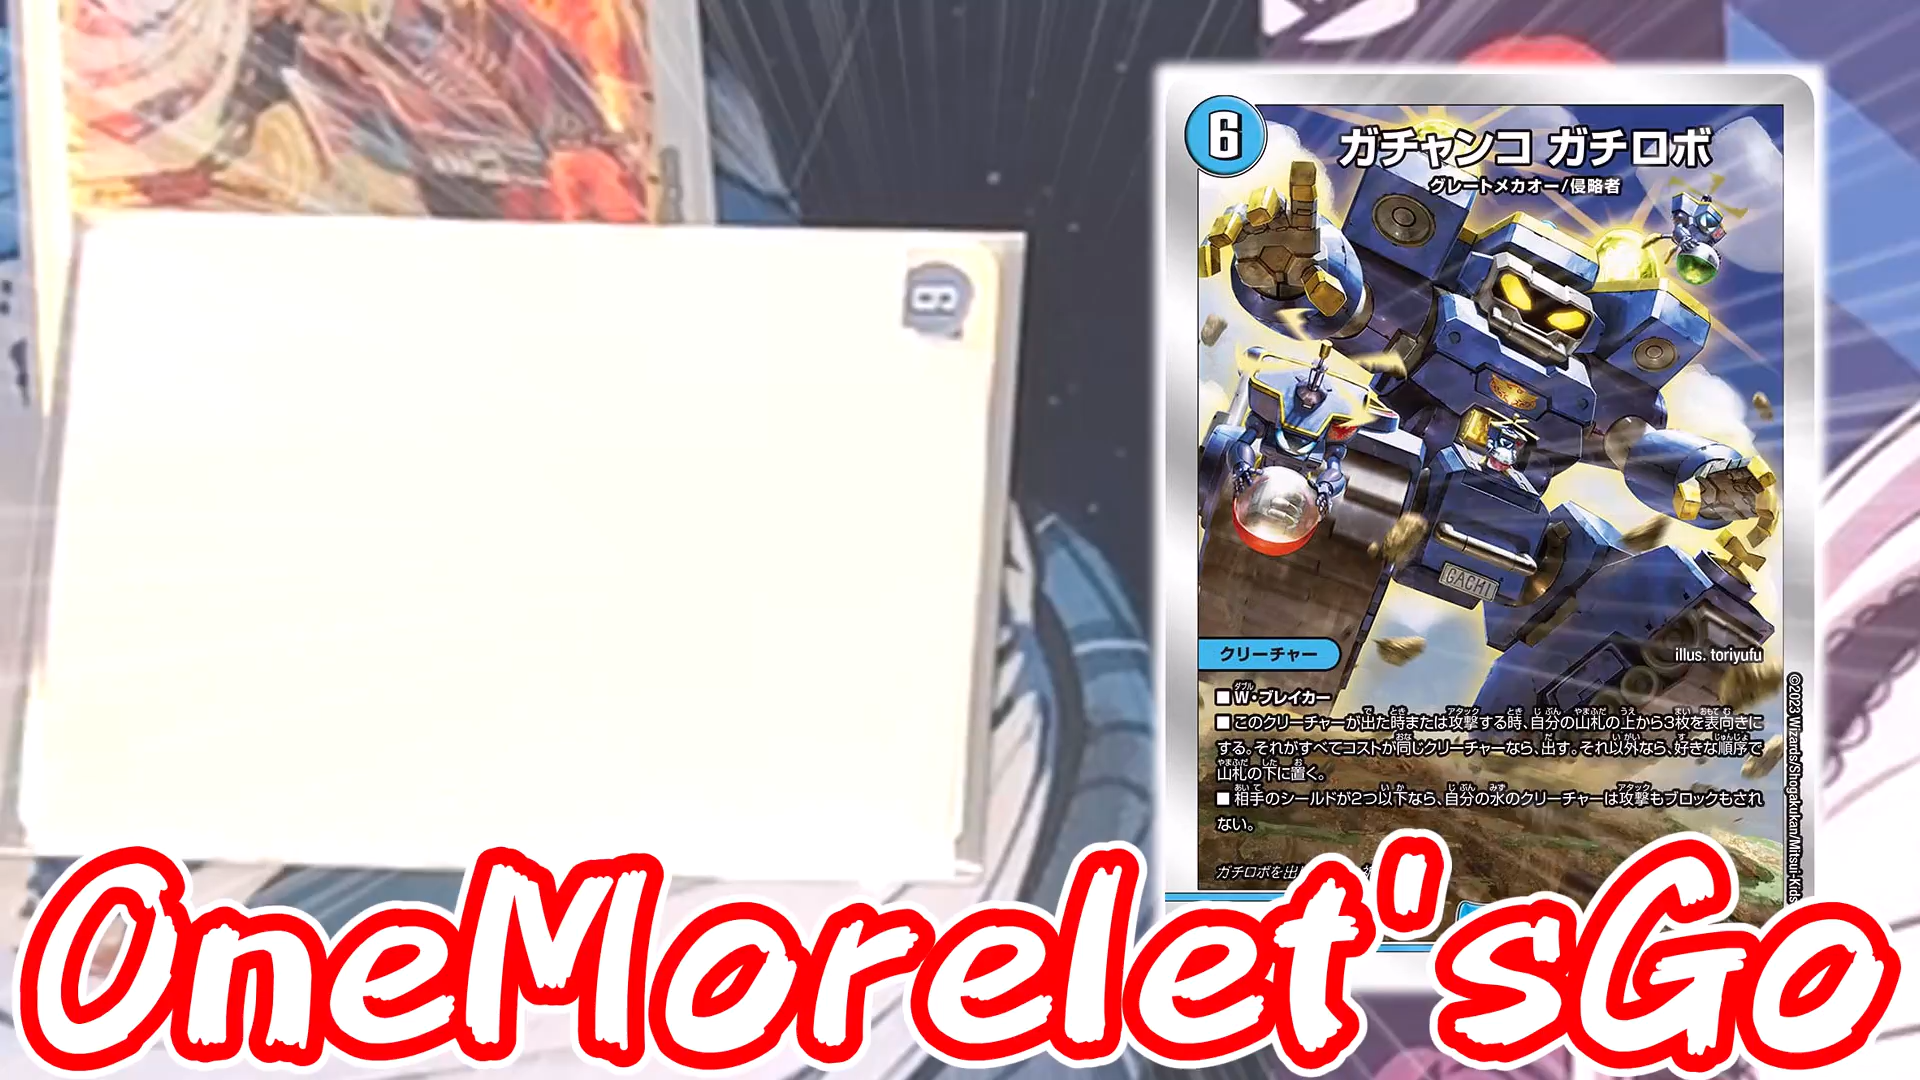 6
ガチャンコ ガチロボ
グレートメカオー/侵略者
GACHI
クリーチャー
illus. toriyufu
■W・ブレイカー
■このクリーチャーが出た時または攻撃する時、自分の山札の上から3枚を表向きに
する。それがすべてコストが同じクリーチャーなら、出す。それ以外なら、好きな順序で
山札の下に置く。
■相手のシールドが2つ以下なら、自分の水のクリーチャーは攻撃もブロックもされ
ない。
ガチロボを出
©2023 Wizards/Shogakukan/Mitsui-Kids
OneMorelet'sGo